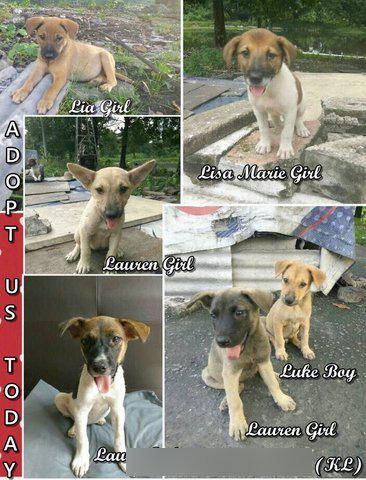 ADOPT US TODAY
Lia Girl
Lisa Marie Girl
Lauren Girl
Luke Boy
Lauren Girl
(KL)